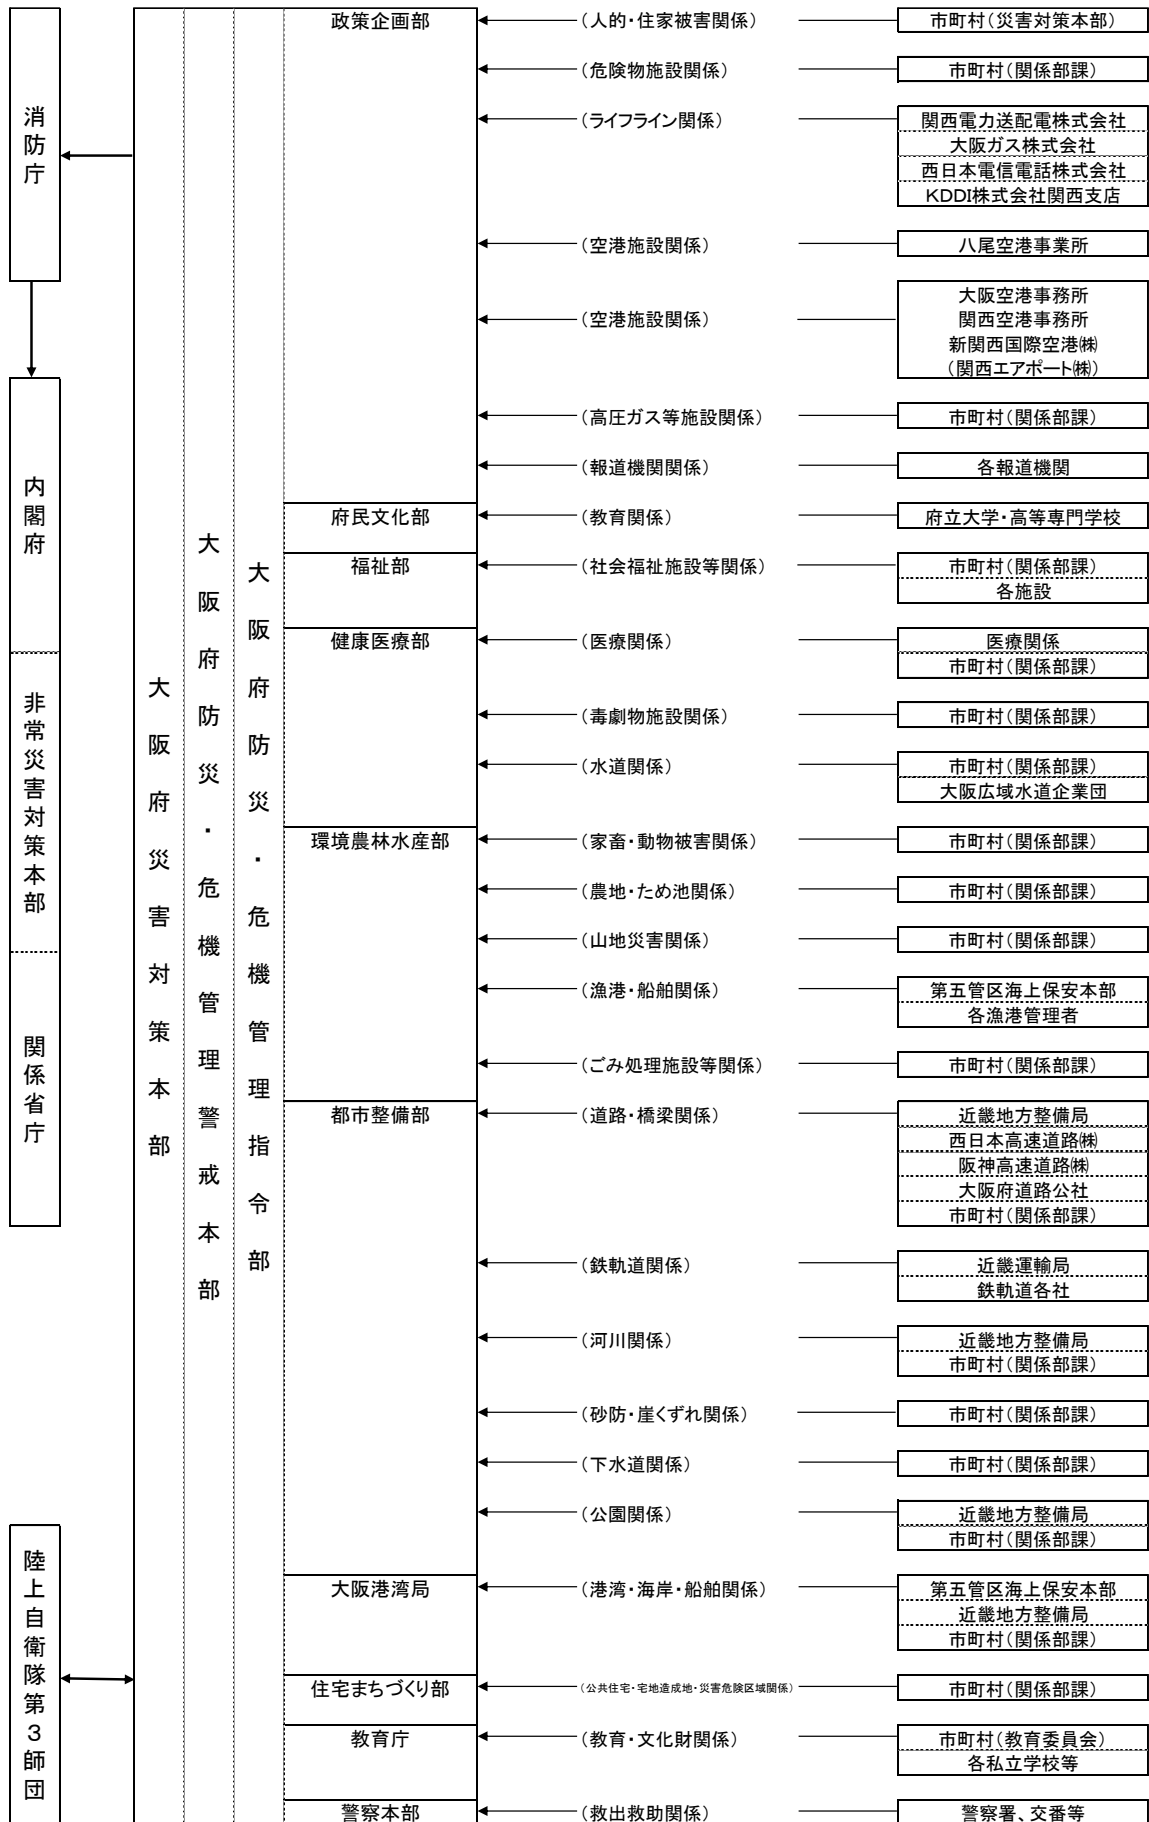 消防庁
内閣府
非常災害対策本部
関係省庁
陸上自衛隊第3師団
大阪府災害対策本部
大阪府防災・危機管理警戒本部
大阪府防災・危機管理指令部
政策企画部
(人的・住家被害関係)
市町村(災害対策本部)
(危険物施設関係)
市町村(関係部課)
(ライフライン関係)
関西電力送配電株式会社
大阪ガス株式会社
西日本電信電話株式会社
KDDI株式会社関西支店
(空港施設関係)
八尾空港事業所
(空港施設関係)
大阪空港事務所
関西空港事務所
新関西国際空港㈱
(関西エアポート㈱)
(高圧ガス等施設関係)
市町村(関係部課)
(報道機関関係)
各報道機関
府民文化部
(教育関係)
府立大学・高等専門学校
福祉部
(社会福祉施設等関係)
市町村(関係部課)
各施設
健康医療部
(医療関係)
医療関係
市町村(関係部課)
(毒劇物施設関係)
市町村(関係部課)
(水道関係)
市町村(関係部課)
大阪広域水道企業団
環境農林水産部
(家畜・動物被害関係)
市町村(関係部課)
(農地・ため池関係)
市町村(関係部課)
(山地災害関係)
市町村(関係部課)
(漁港・船舶関係)
第五管区海上保安本部
各漁港管理者
(ごみ処理施設等関係)
市町村(関係部課)
都市整備部
(道路・橋梁関係)
近畿地方整備局
西日本高速道路㈱
阪神高速道路㈱
大阪府道路公社
市町村(関係部課)
(鉄軌道関係)
近畿運輸局
鉄軌道各社
(河川関係)
近畿地方整備局
市町村(関係部課)
(砂防・崖くずれ関係)
市町村(関係部課)
(下水道関係)
市町村(関係部課)
(公園関係)
近畿地方整備局
市町村(関係部課)
大阪港湾局
(港湾・海岸・船舶関係)
第五管区海上保安本部
近畿地方整備局
市町村(関係部課)
住宅まちづくり部
(公共住宅・宅地造成地・災害危険区域関係)
市町村(関係部課)
教育庁
(教育・文化財関係)
市町村(教育委員会)
各私立学校等
警察本部
(救出救助関係)
警察署、交番等